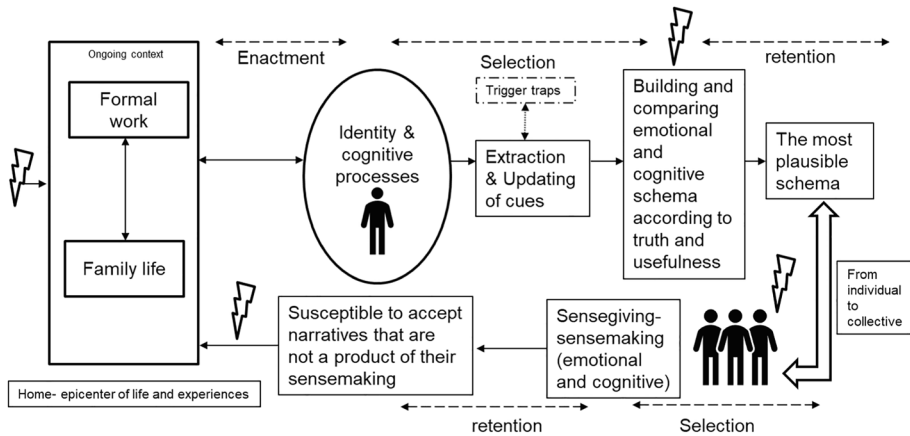 Enactment
Selection
retention
Ongoing context
Formal
work
Family life
Identity &
cognitive
processes
Trigger traps
Extraction
& Updating
of cues
Building and
comparing
emotional
and
cognitive
schema
according to
truth and
usefulness
The most
plausible
schema
From
individual
to
collective
Susceptible to accept
narratives that are
not a product of their
sensemaking
Sensegiving-
sensemaking
(emotional
and cognitive)
Home- epicenter of life and experiences
retention
Selection